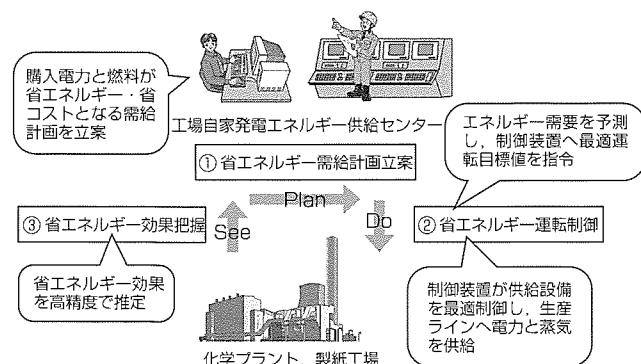 購入電力と燃料が
省エネルギー・省
コストとなる需給
計画を立案
工場自家発電エネルギー供給センター
エネルギー需要を予測
し，制御装置へ最適運
転目標値を指令
① 省エネルギー需給計画立案
Plan
③ 省エネルギー効果把握
See
Do
② 省エネルギー運転制御
省エネルギー効果
を高精度で推定
制御装置が供給設備
を最適制御し，生産
ラインへ電力と蒸気
を供給
化学プラント，製紙工場